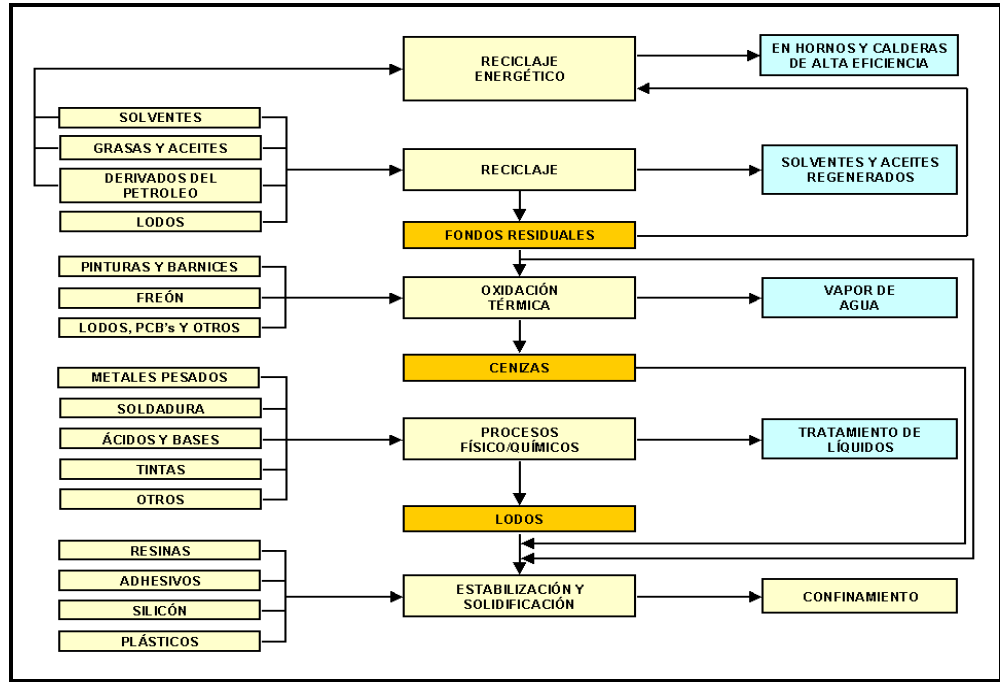 RECICLAJE
ENERGÉTICO
EN HORNOS Y CALDERAS
DE ALTA EFICIENCIA
SOLVENTES
GRASAS Y ACEITES
DERIVADOS DEL
PETROLEO
LODOS
RECICLAJE
SOLVENTES Y ACEITES
REGENERADOS
FONDOS RESIDUALES
PINTURAS Y BARNICES
FREÓN
LODOS, PCB's Y OTROS
OXIDACIÓN
TÉRMICA
VAPOR DE
AGUA
CENIZAS
METALES PESADOS
SOLDADURA
ÁCIDOS Y BASES
TINTAS
OTROS
PROCESOS
FÍSICO/QUÍMICOS
TRATAMIENTO DE
LÍQUIDOS
LODOS
RESINAS
ADHESIVOS
SILICÓN
PLÁSTICOS
ESTABILIZACIÓN Y
SOLIDIFICACIÓN
CONFINAMIENTO